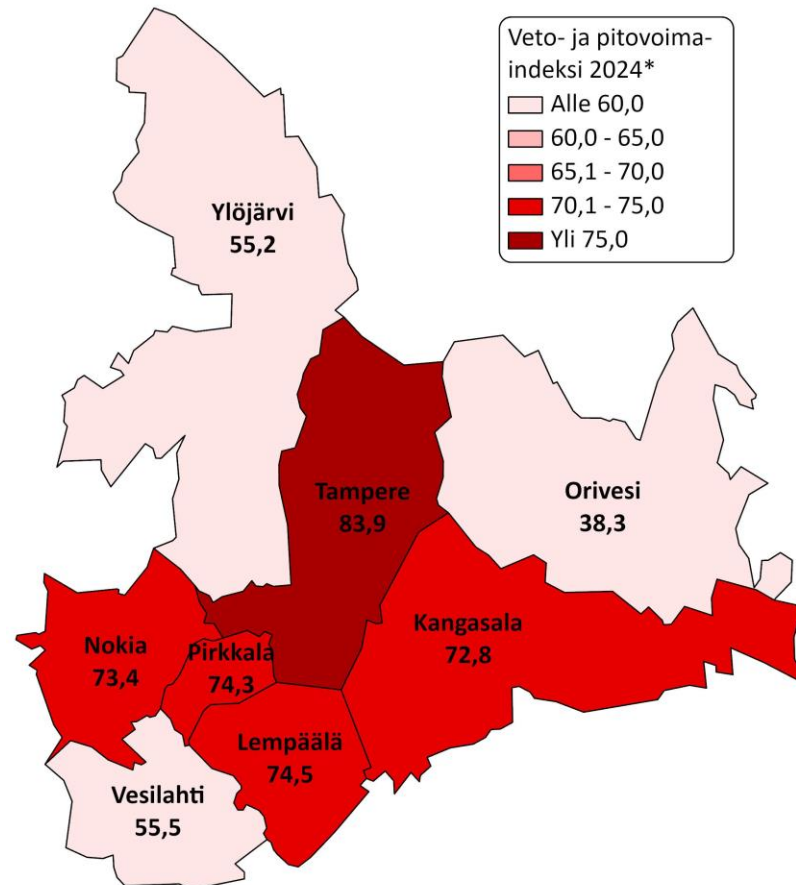 Veto- ja pitovoima-
indeksi 2024*
Alle 60,0
60,0 - 65,0
65,1 - 70,0
70,1 - 75,0
Yli 75,0
Ylöjärvi
55,2
Tampere
83,9
Orivesi
38,3
Kangasala
72,8
Nokia
73,4
Pirkkala
74,3
Lempäälä
74,5
Vesilahti
55,5